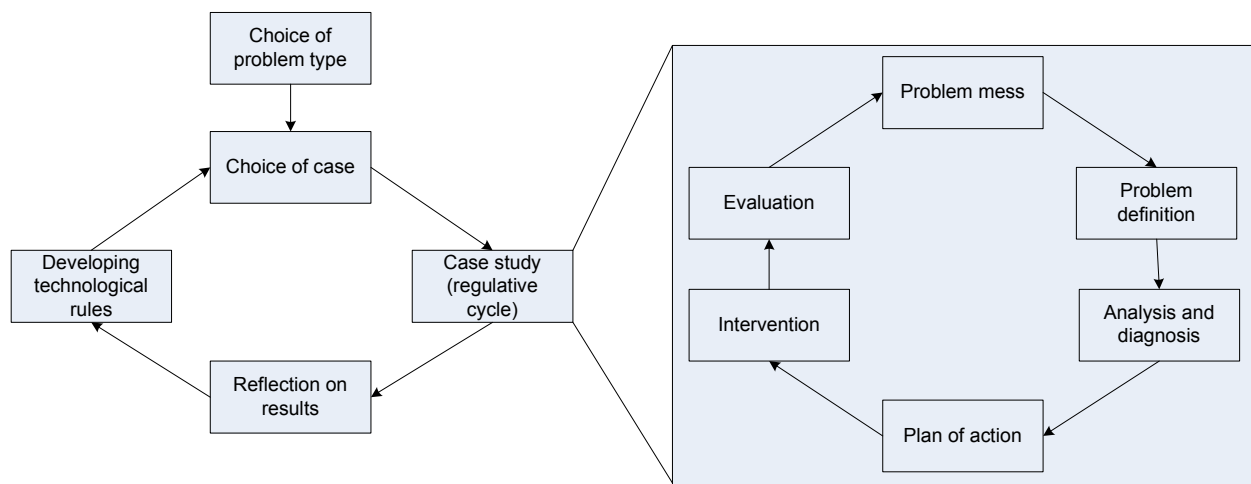 Choice of
problem type
Choice of case
Case study
(regulative
cycle)
Reflection on
results
Developing
technological
rules
Problem mess
Problem
definition
Analysis and
diagnosis
Plan of action
Intervention
Evaluation